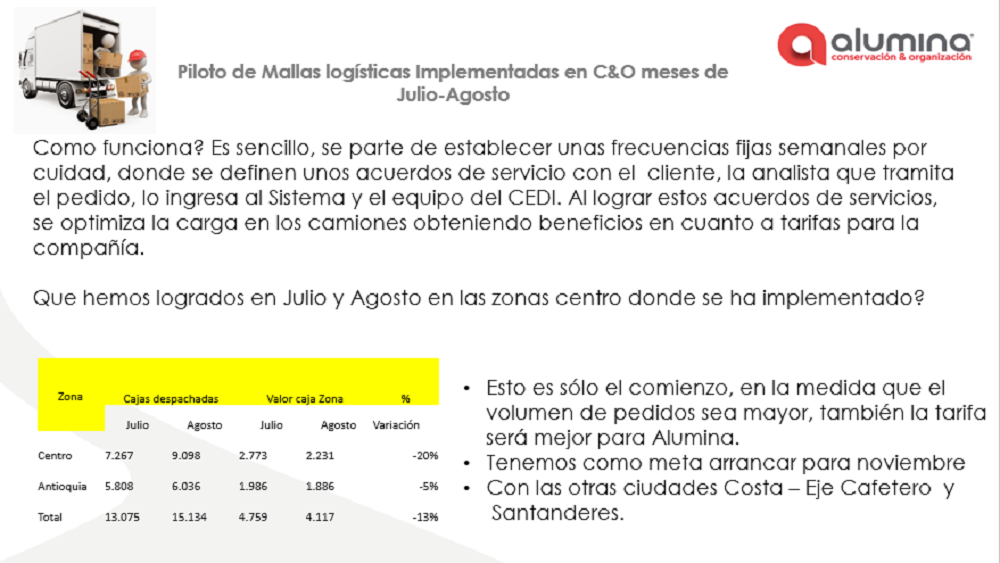 alumina
conservación & organización
Piloto de Mallas logísticas Implementadas en C&O meses de
Julio-Agosto
Como funciona? Es sencillo, se parte de establecer unas frecuencias fijas semanales por
cuidad, donde se definen unos acuerdos de servicio con el cliente, la analista que tramita
el pedido, lo ingresa al Sistema y el equipo del CEDI. Al lograr estos acuerdos de servicios,
se optimiza la carga en los camiones obteniendo beneficios en cuanto a tarifas para la
compañía.
Que hemos logrados en Julio y Agosto en las zonas centro donde se ha implementado?
Zona Cajas despachadas Valor caja Zona %
Julio Agosto Julio Agosto Variación
Centro 7.267 9.098 2.773 2.231 -20%
Antioquia 5.808 6.036 1.986 1.886 -5%
Total 13.075 15.134 4.759 4.117 -13%
• Esto es sólo el comienzo, en la medida que el
volumen de pedidos sea mayor, también la tarifa
será mejor para Alumina.
• Tenemos como meta arrancar para noviembre
• Con las otras ciudades Costa – Eje Cafetero y
Santanderes.